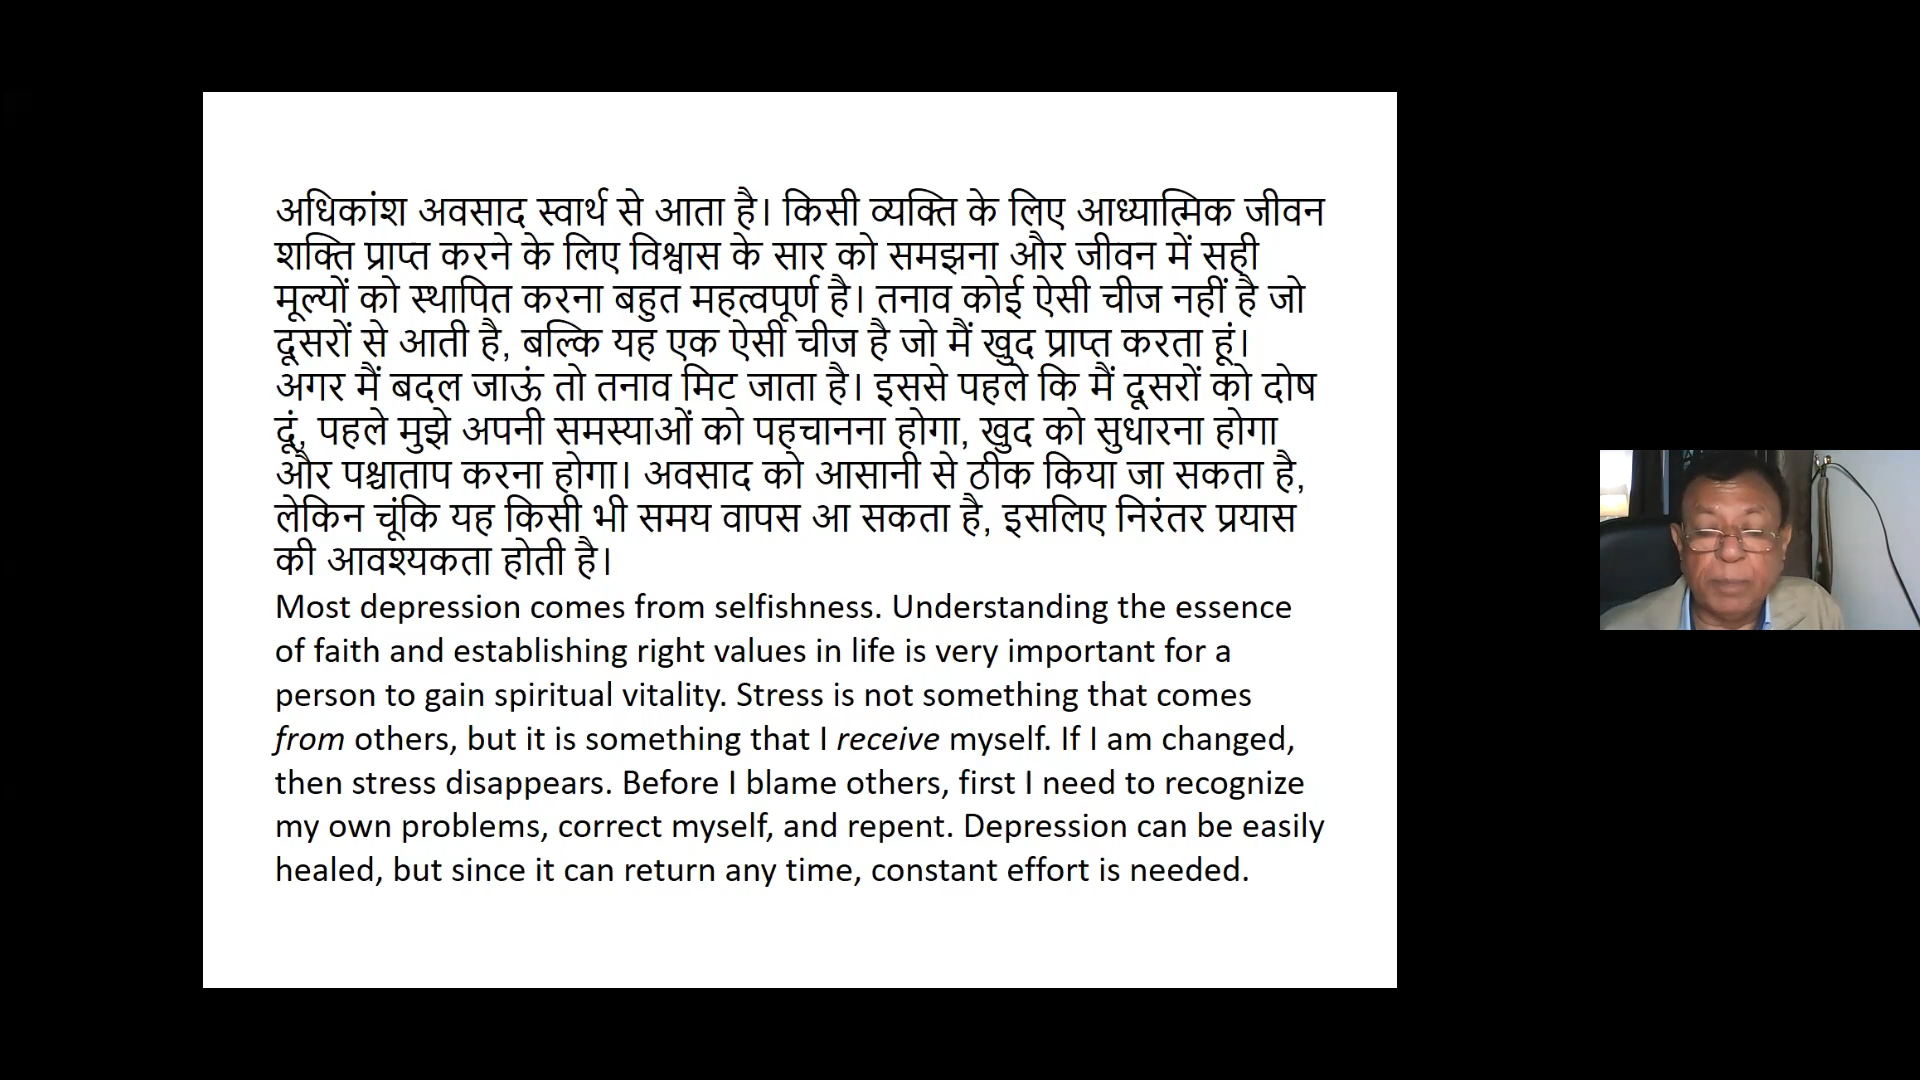 अधिकांश अवसाद स्वार्थ से आता है। किसी व्यक्ति के लिए आध्यात्मिक जीवन
शक्ति प्राप्त करने के लिए विश्वास के सार को समझना और जीवन में सही
मूल्यों को स्थापित करना बहुत महत्वपूर्ण है। तनाव कोई ऐसी चीज नहीं है जो
दूसरों से आती है, बल्कि यह एक ऐसी चीज है जो मैं खुद प्राप्त करता हूं।
अगर मैं बदल जाऊं तो तनाव मिट जाता है। इससे पहले कि मैं दूसरों को दोष
दूं, पहले मुझे अपनी समस्याओं को पहचानना होगा, खुद को सुधारना होगा
और पश्चाताप करना होगा। अवसाद को आसानी से ठीक किया जा सकता है,
लेकिन चूंकि यह किसी भी समय वापस आ सकता है, इसलिए निरंतर प्रयास
की आवश्यकता होती है।
Most depression comes from selfishness. Understanding the essence
of faith and establishing right values in life is very important for a
person to gain spiritual vitality. Stress is not something that comes
from others, but it is something that I receive myself. If I am changed,
then stress disappears. Before I blame others, first I need to recognize
my own problems, correct myself, and repent. Depression can be easily
healed, but since it can return any time, constant effort is needed.